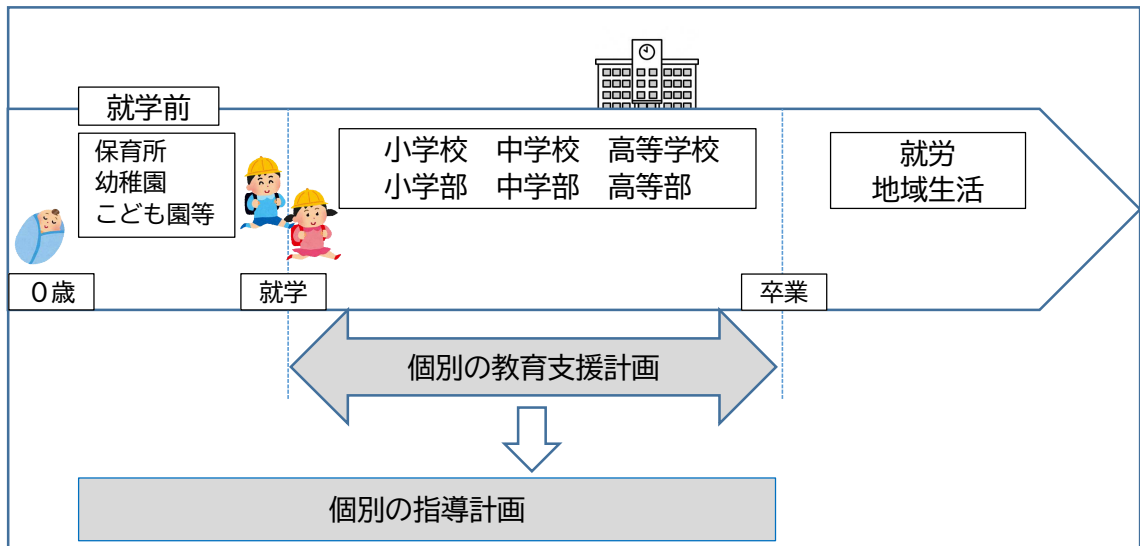 就学前
保育所
幼稚園
こども園等
小学校 中学校 高等学校
小学部 中学部 高等部
就労
地域生活
０歳
就学
卒業
個別の教育支援計画
個別の指導計画